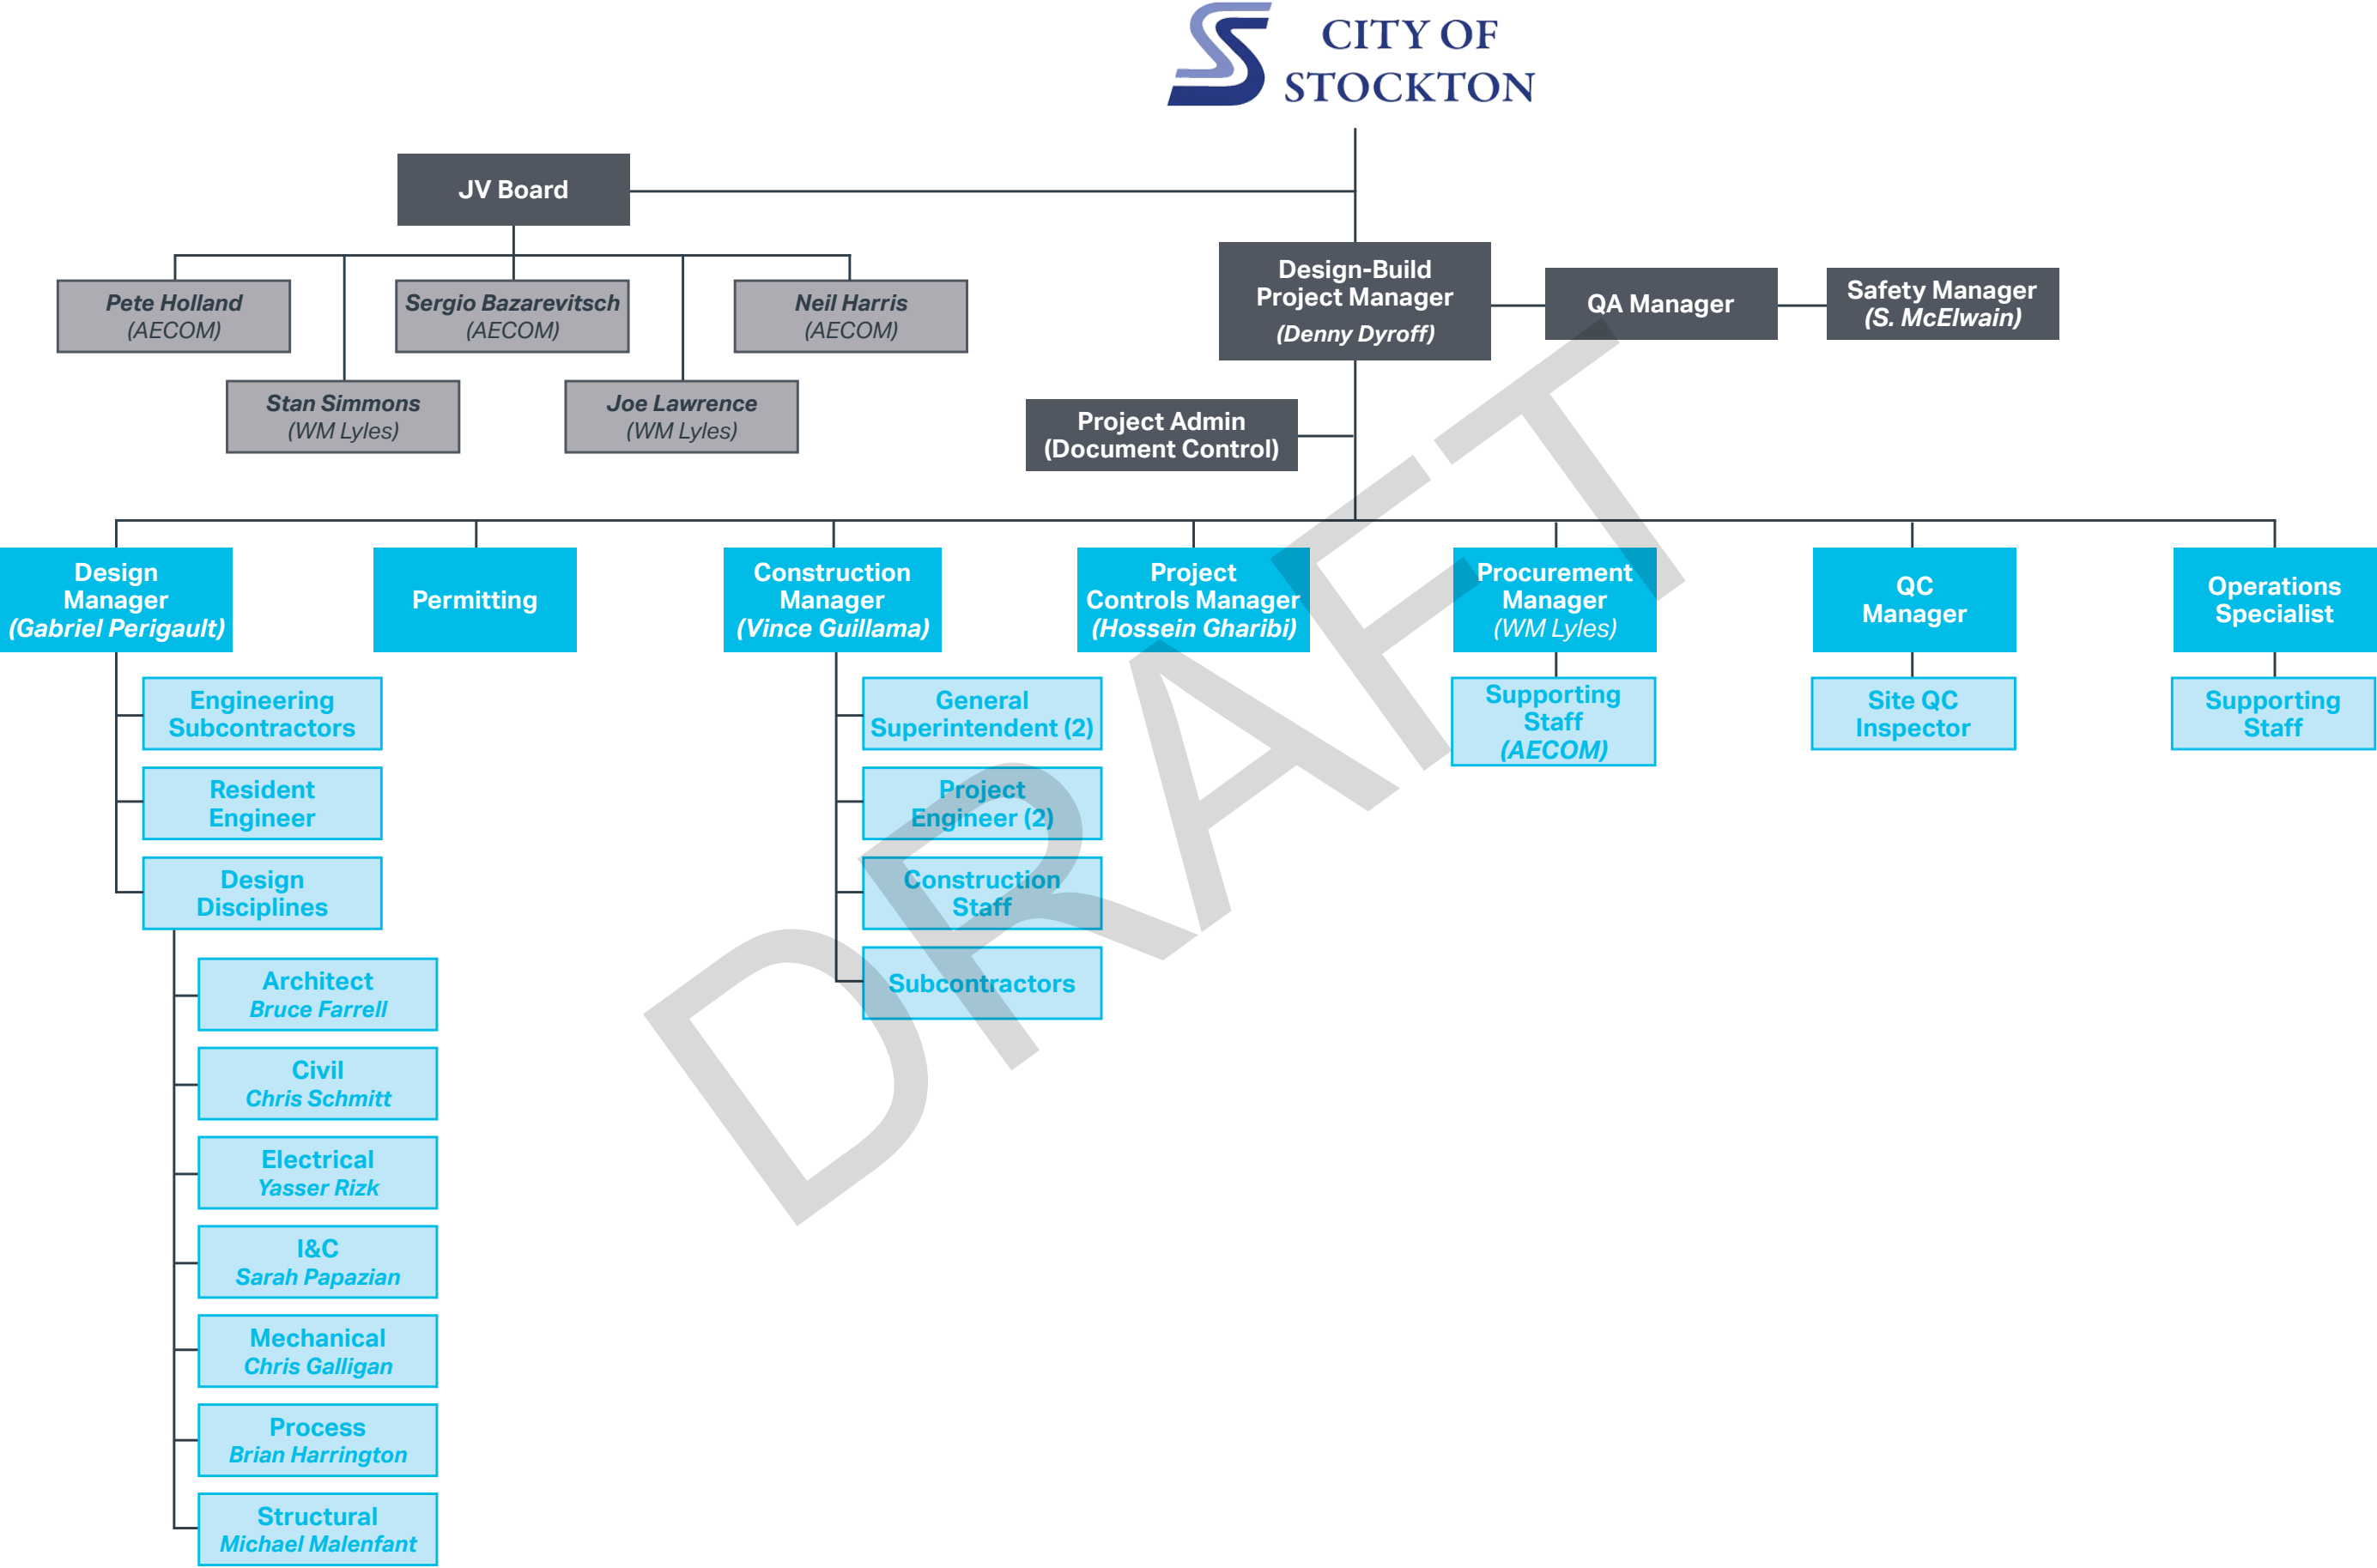 CITY OF
STOCKTON
JV Board
Pete Holland
(AECOM)
Sergio Bazarevitsch
(AECOM)
Neil Harris
(AECOM)
Stan Simmons
(WM Lyles)
Joe Lawrence
(WM Lyles)
Design-Build
Project Manager
(Denny Dyroff)
QA Manager
Safety Manager
(S. McElwain)
Project Admin
(Document Control)
Design
Manager
(Gabriel Perigault)
Permitting
Construction
Manager
(Vince Guillama)
Project
Controls Manager
(Hossein Gharibi)
Procurement
Manager
(WM Lyles)
QC
Manager
Operations
Specialist
Engineering
Subcontractors
Resident
Engineer
Design
Disciplines
Architect
Bruce Farrell
Civil
Chris Schmitt
Electrical
Yasser Rizk
I&C
Sarah Papazian
Mechanical
Chris Galligan
Process
Brian Harrington
Structural
Michael Malenfant
General
Superintendent (2)
Project
Engineer (2)
Construction
Staff
Subcontractors
Supporting
Staff
(AECOM)
Site QC
Inspector
Supporting
Staff
DRAFT